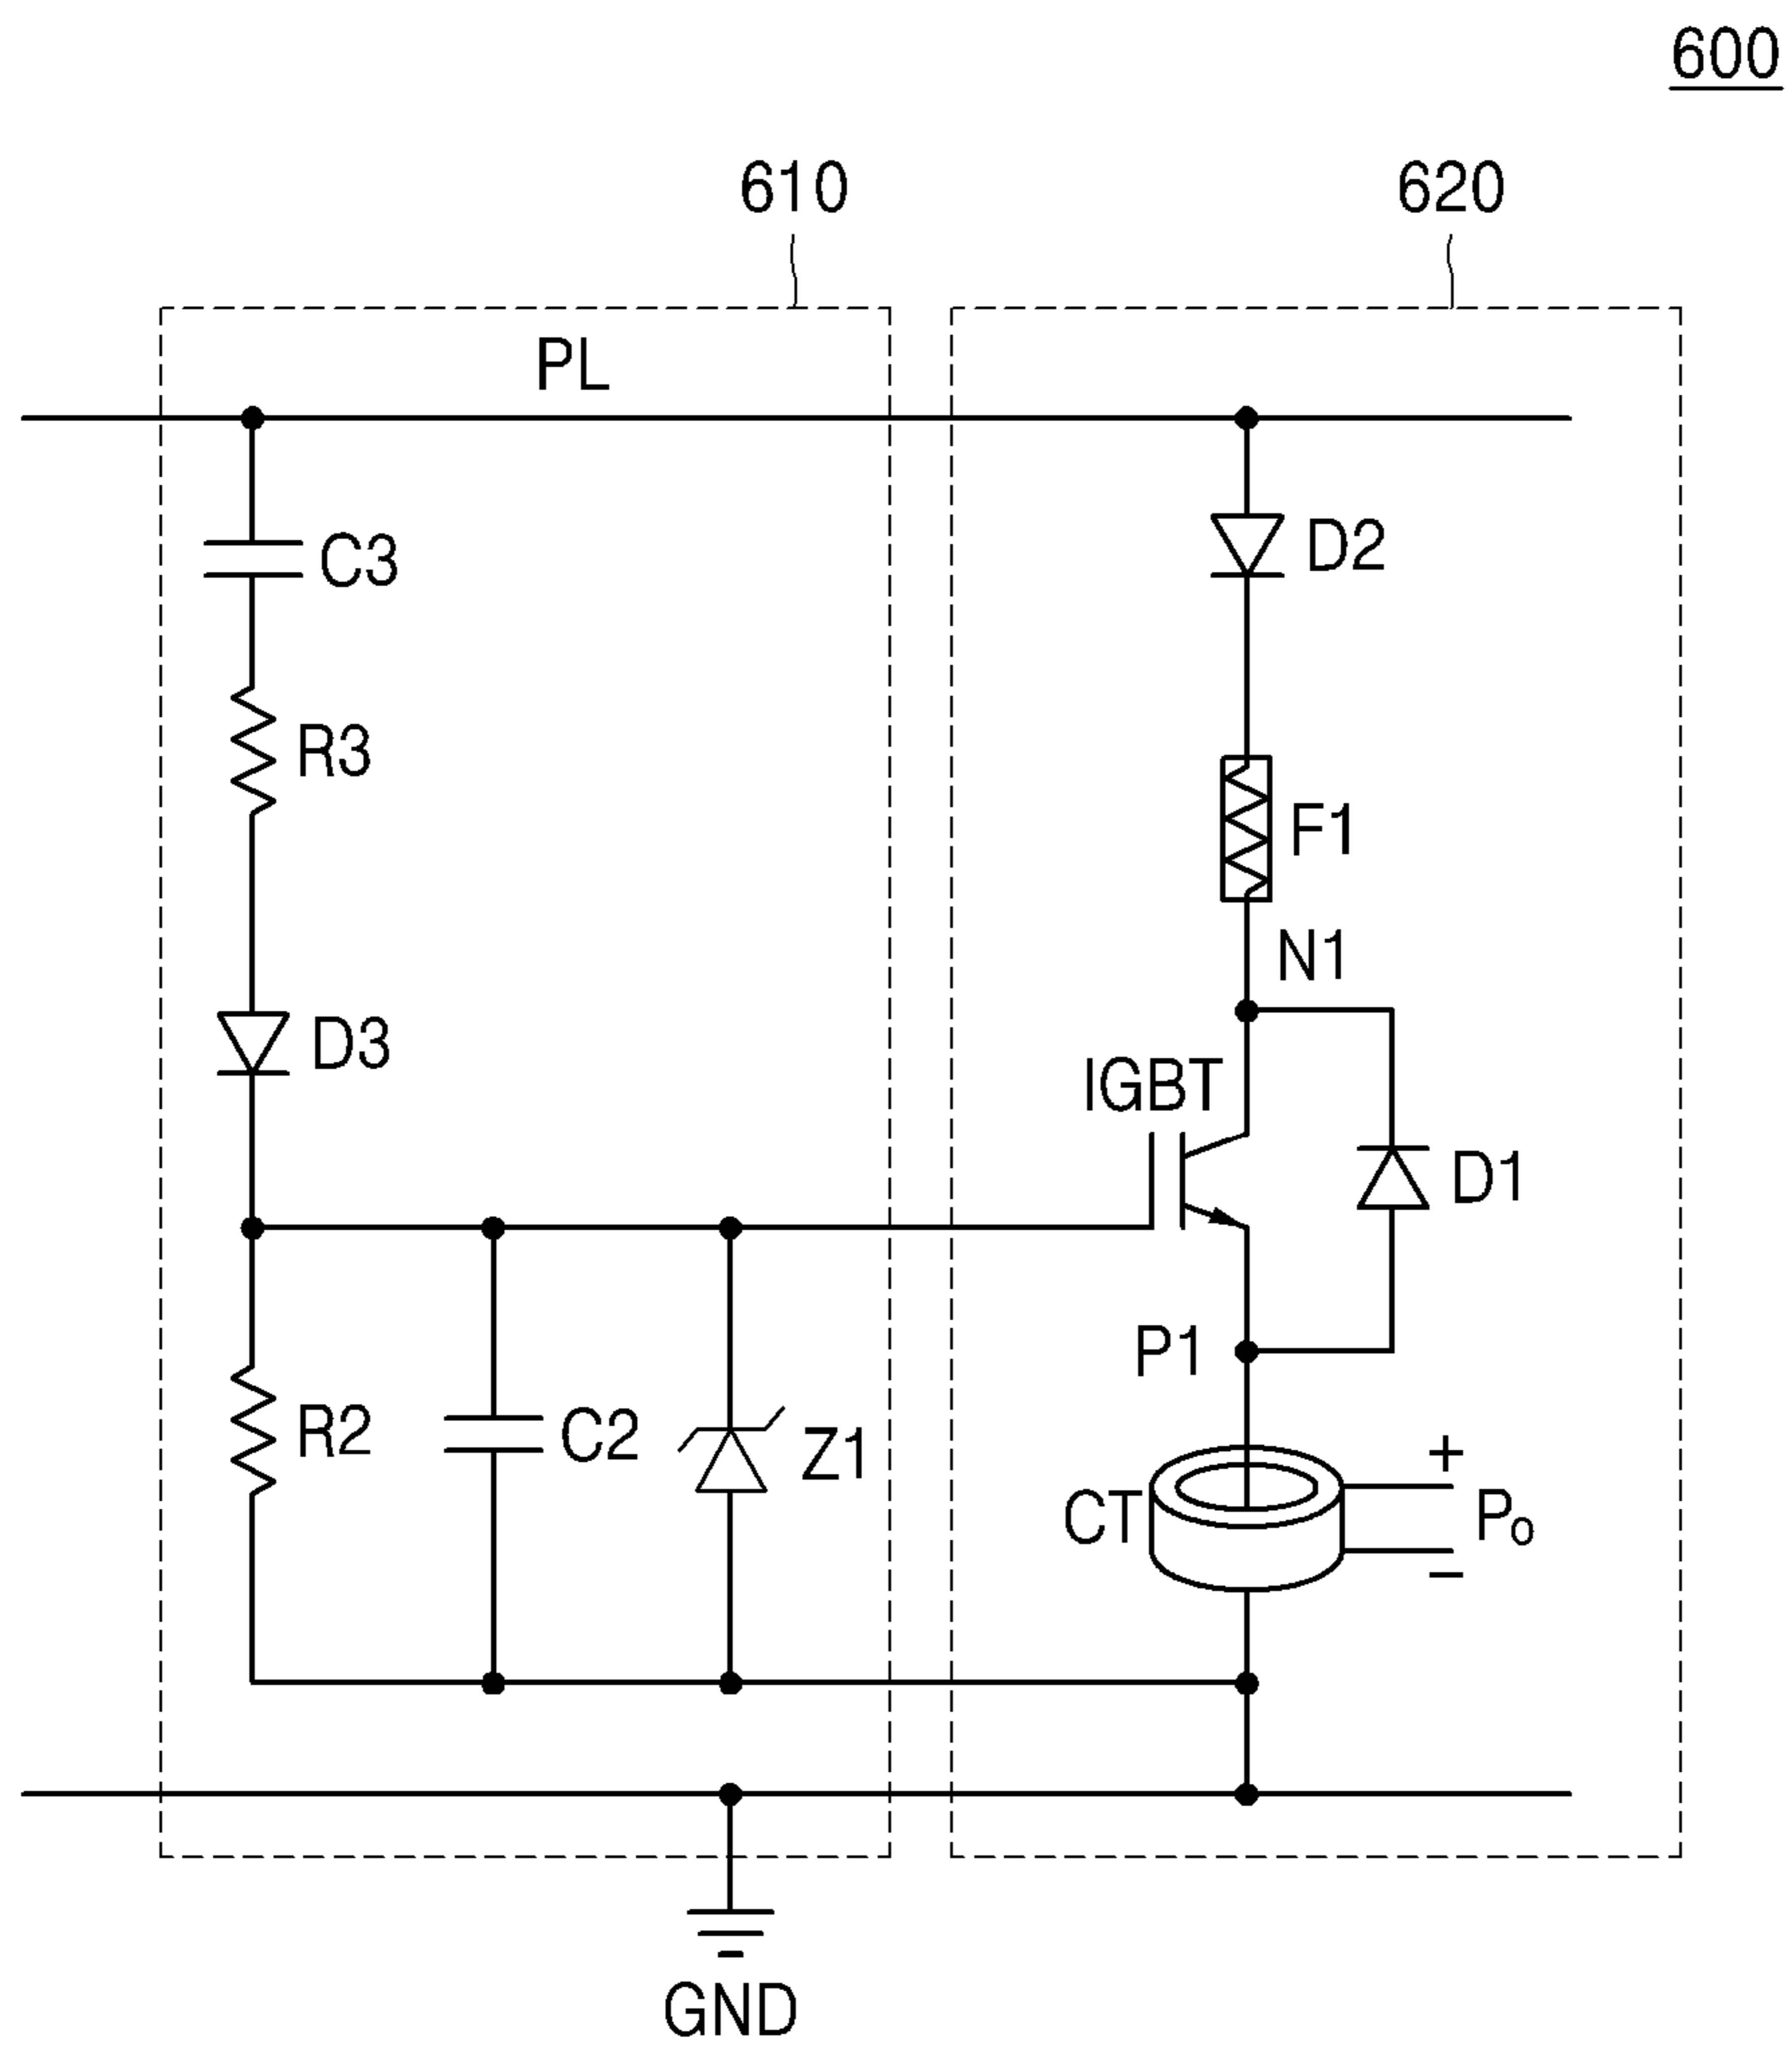 600
610
620
PL
C3
D2
R3
F1
N1
D3
IGBT
D1
P1
R2
C2
Z1
+
CT
Po
−
GND